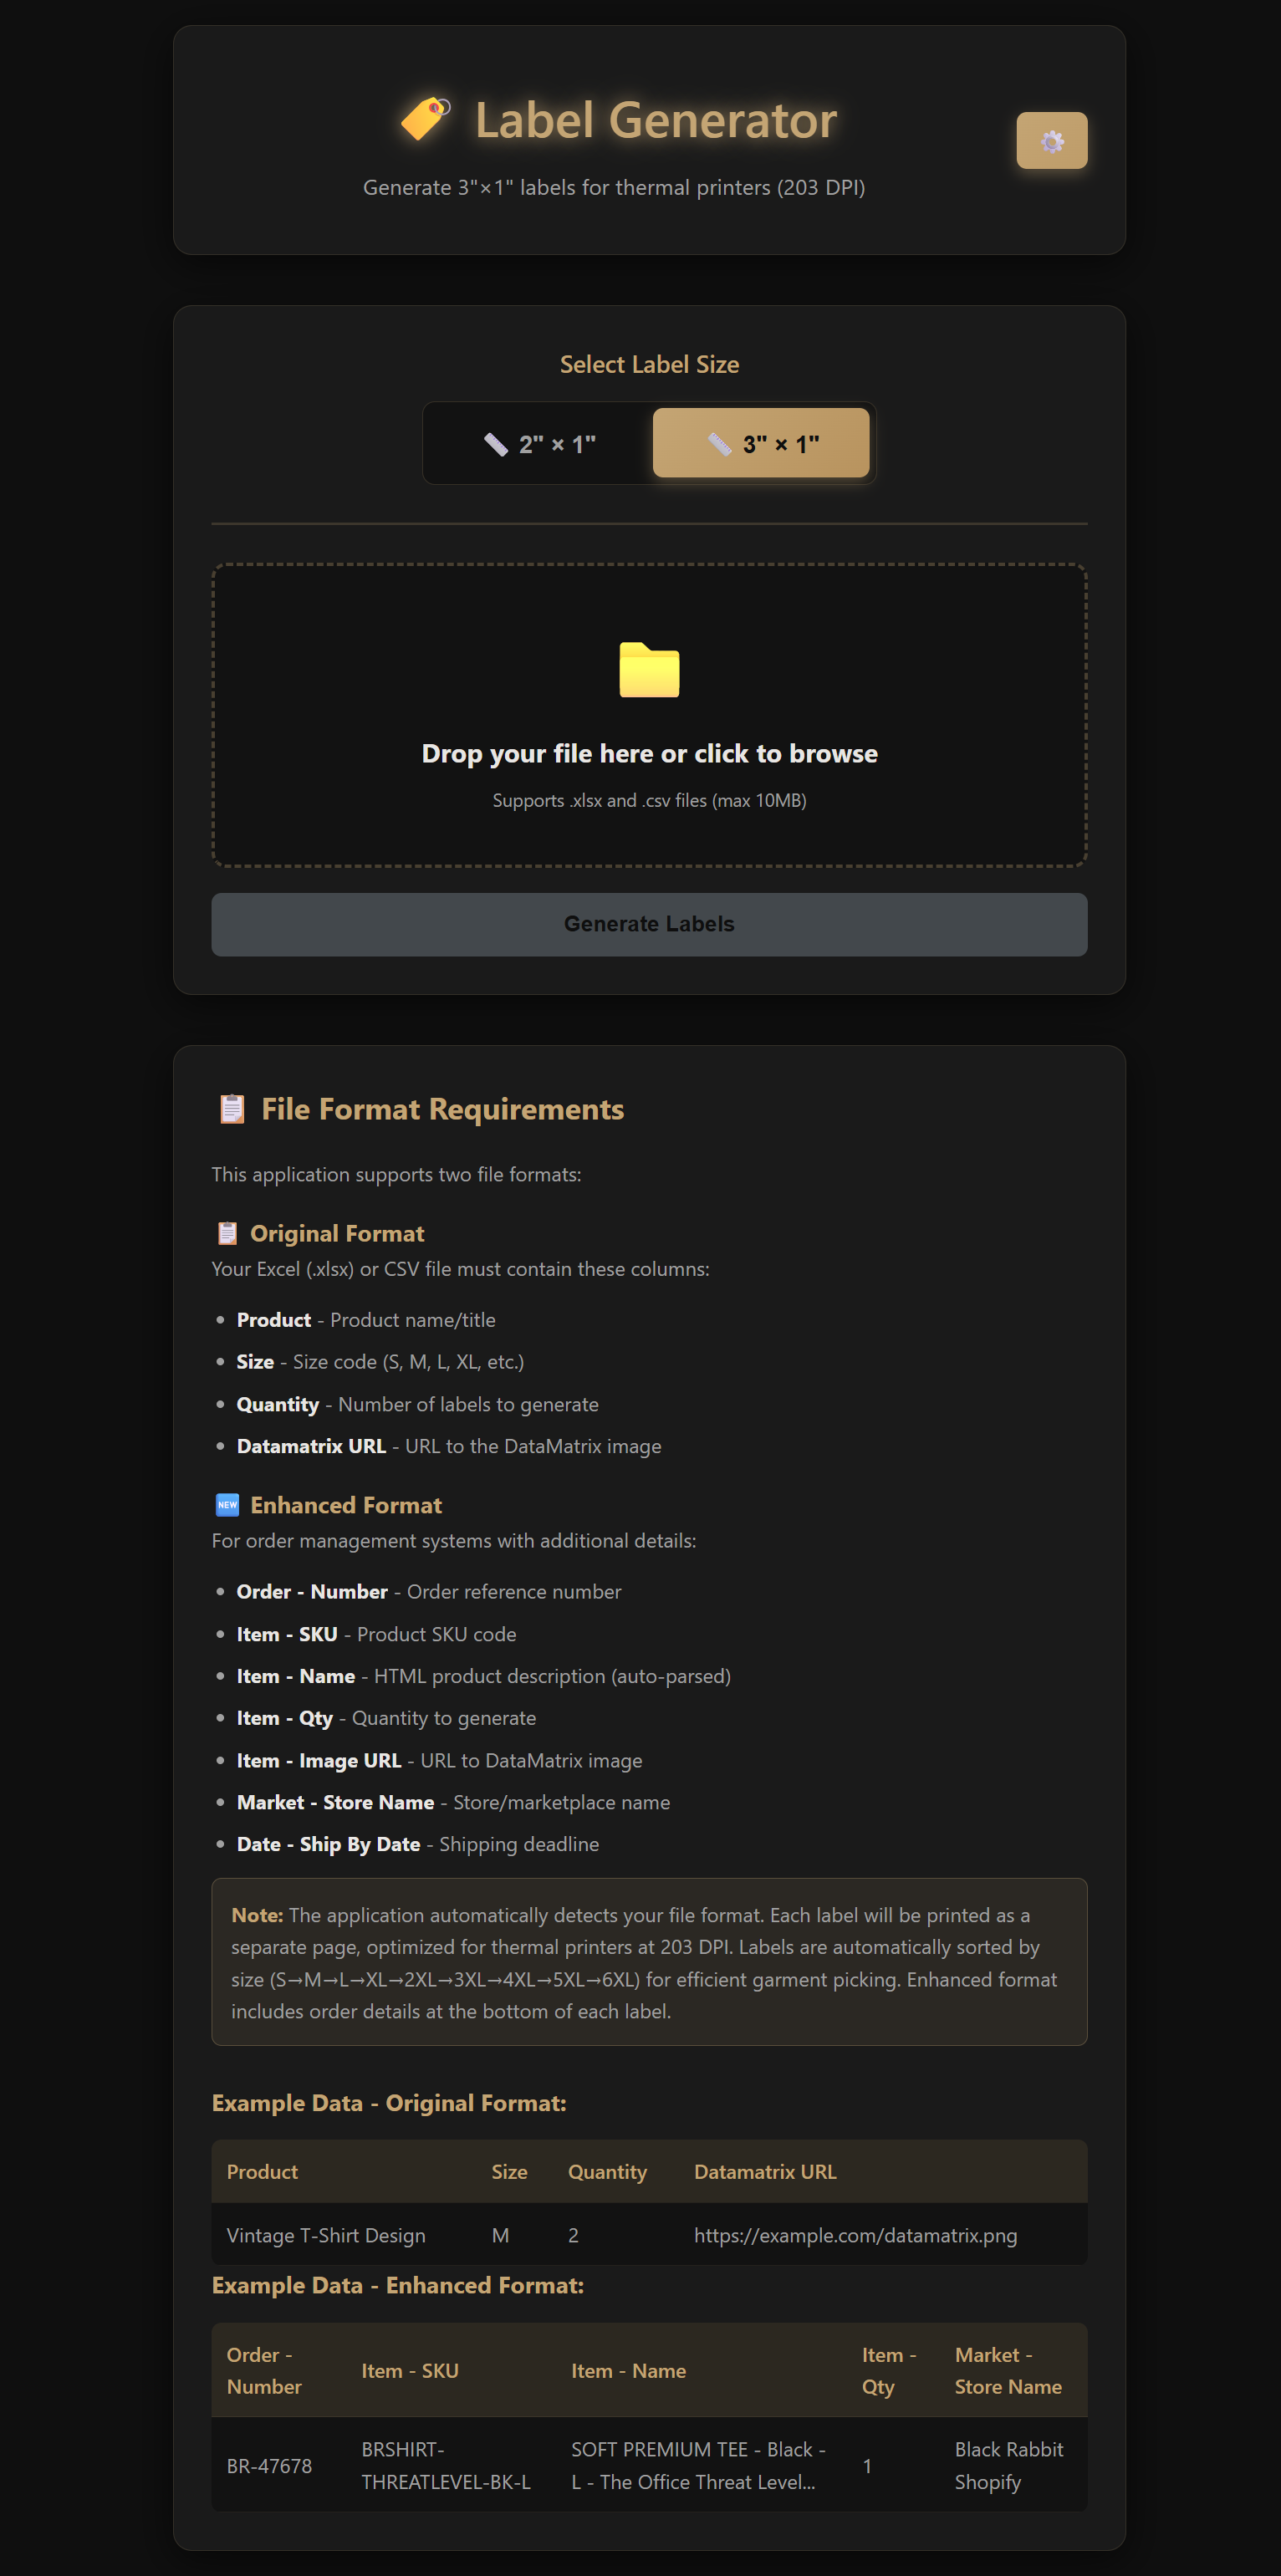 Label Generator
Generate 3"×1" labels for thermal printers (203 DPI)
Select Label Size
2" × 1"
3" × 1"
Drop your file here or click to browse
Supports .xlsx and .csv files (max 10MB)
Generate Labels
File Format Requirements
This application supports two file formats:
Original Format
Your Excel (.xlsx) or CSV file must contain these columns:
• Product - Product name/title
• Size - Size code (S, M, L, XL, etc.)
• Quantity - Number of labels to generate
• Datamatrix URL - URL to the DataMatrix image
NEW Enhanced Format
For order management systems with additional details:
• Order - Number - Order reference number
• Item - SKU - Product SKU code
• Item - Name - HTML product description (auto-parsed)
• Item - Qty - Quantity to generate
• Item - Image URL - URL to DataMatrix image
• Market - Store Name - Store/marketplace name
• Date - Ship By Date - Shipping deadline
Note: The application automatically detects your file format. Each label will be printed as a
separate page, optimized for thermal printers at 203 DPI. Labels are automatically sorted by
size (S→M→L→XL→2XL→3XL→4XL→5XL→6XL) for efficient garment picking. Enhanced format
includes order details at the bottom of each label.
Example Data - Original Format:
Product Size Quantity Datamatrix URL
Vintage T-Shirt Design M 2 https://example.com/datamatrix.png
Example Data - Enhanced Format:
Order - Number Item - SKU Item - Name Item - Qty Market - Store Name
BR-47678 BRSHIRT-THREATLEVEL-BK-L SOFT PREMIUM TEE - Black - L - The Office Threat Level... 1 Black Rabbit Shopify